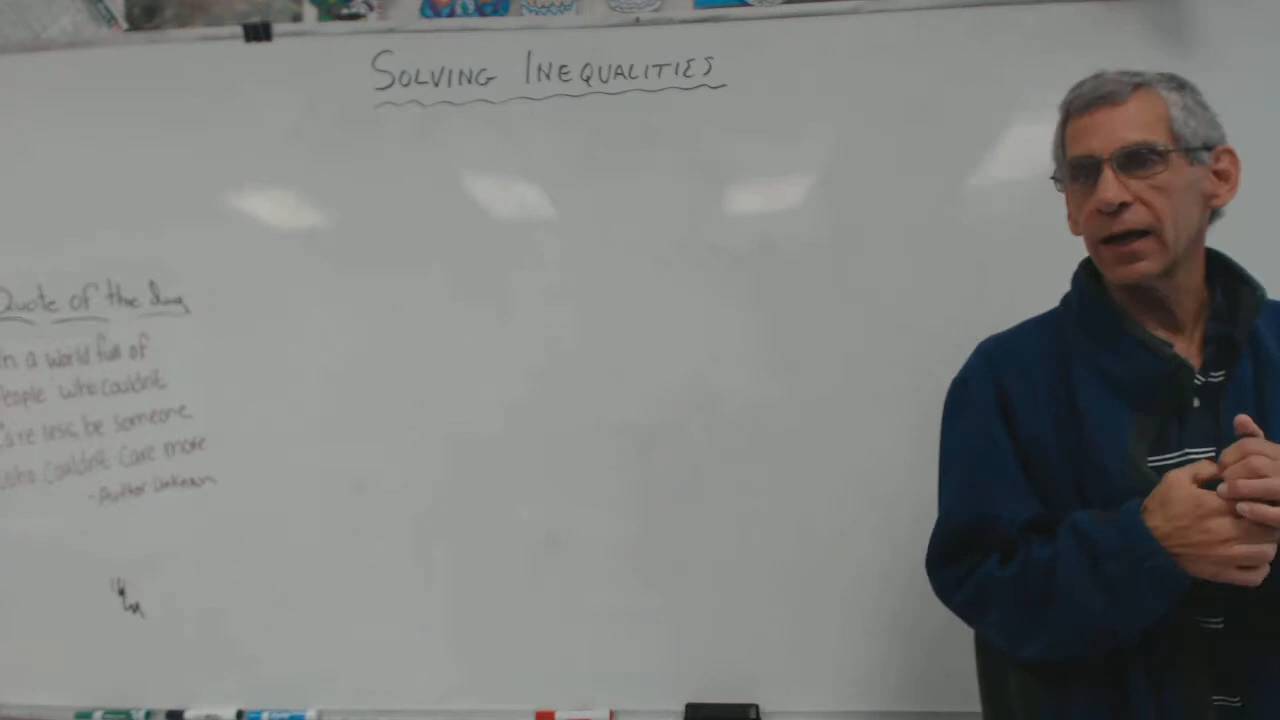 SOLVING INEQUALITIES
Quote of the day
In a world full of
People who couldn't
Care less, be someone
who couldn't care more
-Author Unknown